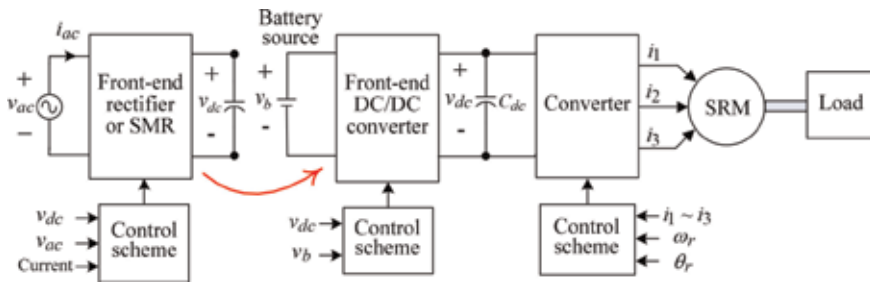 i_ac
+
v_ac
−
Front-end
rectifier
or SMR
+
v_dc
-
Control
scheme
v_dc
v_ac
Current
Battery
source
+
v_b
-
Front-end
DC/DC
converter
+
v_dc
-
C_dc
Control
scheme
v_dc
v_b
Converter
i_1
i_2
i_3
SRM
Load
Control
scheme
i_1 ~ i_3
ω_r
θ_r